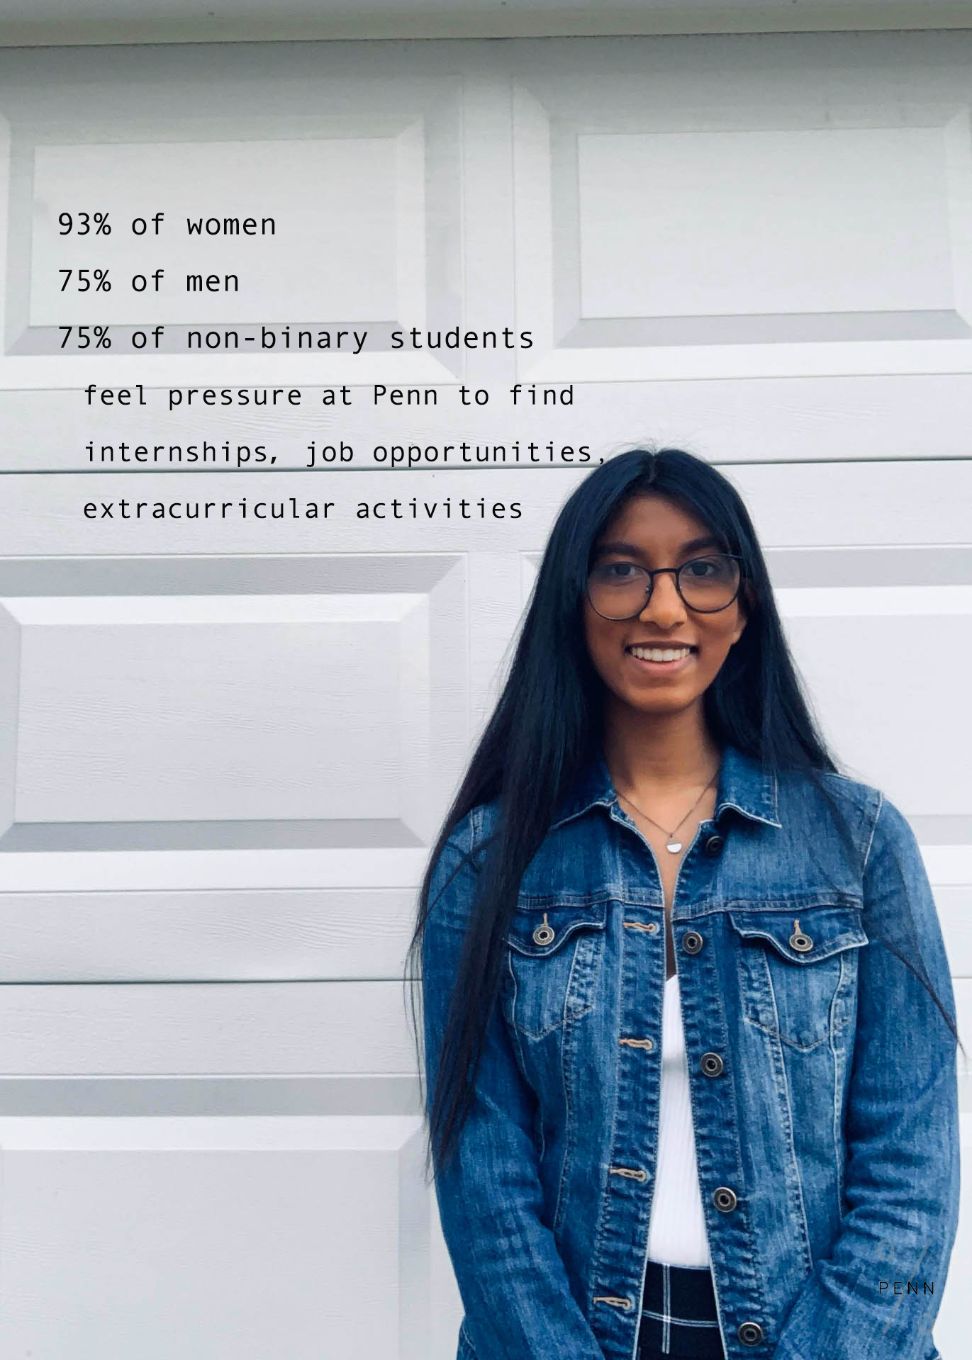 93% of women
75% of men
75% of non-binary students
feel pressure at Penn to find
internships, job opportunities,
extracurricular activities
PENN